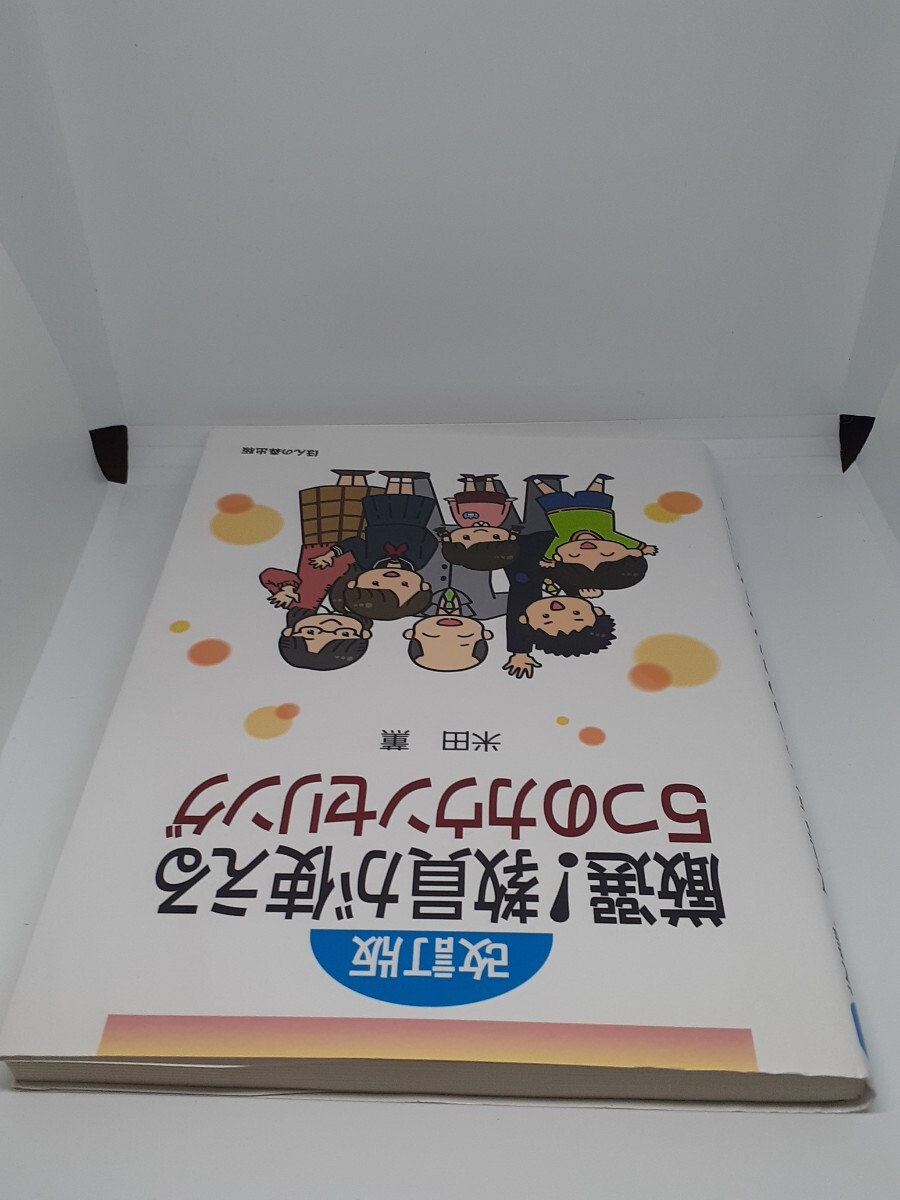 改訂版
厳選!教員が使える
5つのカウンセリング
米田 薫
ほんの森出版